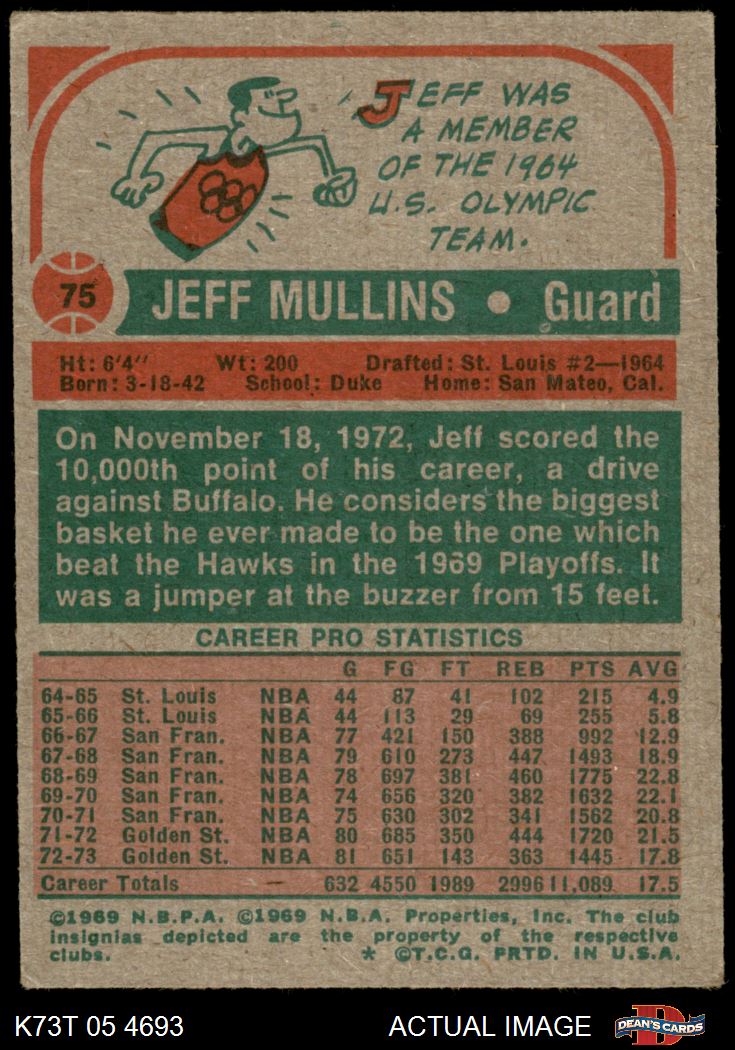 JEFF WAS
A MEMBER
OF THE 1964
U.S. OLYMPIC
TEAM.
75 JEFF MULLINS • Guard
Ht: 6'4" Wt: 200 Drafted: St. Louis #2—1964
Born: 3-18-42 School: Duke Home: San Mateo, Cal.
On November 18, 1972, Jeff scored the
10,000th point of his career, a drive
against Buffalo. He considers the biggest
basket he ever made to be the one which
beat the Hawks in the 1969 Playoffs. It
was a jumper at the buzzer from 15 feet.
CAREER PRO STATISTICS
G FG FT REB PTS AVG
64-65 St. Louis NBA 44 87 41 102 215 4.9
65-66 St. Louis NBA 44 113 29 69 255 5.8
66-67 San Fran. NBA 77 421 150 388 992 12.9
67-68 San Fran. NBA 79 610 273 447 1493 18.9
68-69 San Fran. NBA 78 697 381 460 1775 22.8
69-70 San Fran. NBA 74 656 320 382 1632 22.1
70-71 San Fran. NBA 75 630 302 341 1562 20.8
71-72 Golden St. NBA 80 685 350 444 1720 21.5
72-73 Golden St. NBA 81 651 143 363 1445 17.8
Career Totals — 632 4550 1989 2996 11,089 17.5
©1969 N.B.P.A. ©1969 N.B.A. Properties, Inc. The club
insignias depicted are the property of the respective
clubs. * ©T.C.G. PRTD. IN U.S.A.
K73T 05 4693 ACTUAL IMAGE D DEAN'S CARDS